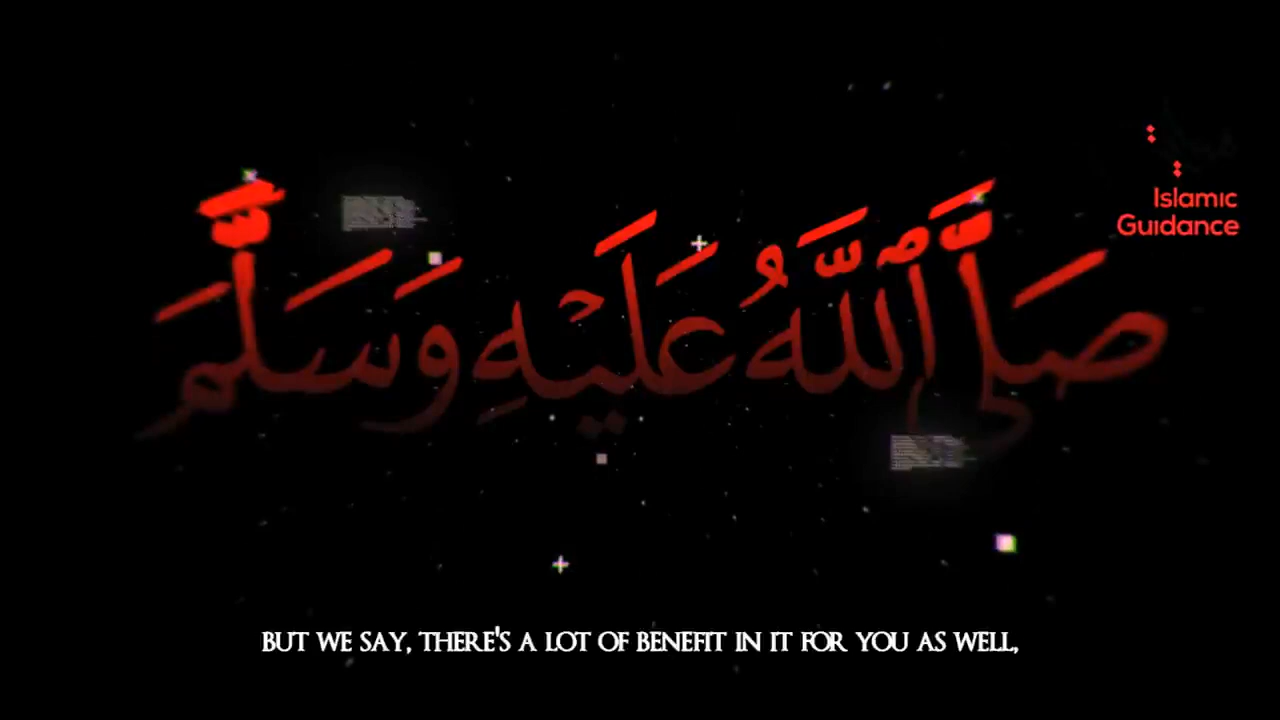 صَلَّى ٱللَّهُ عَلَيْهِ وَسَلَّمَ
Islamic
Guidance
BUT WE SAY, THERE'S A LOT OF BENEFIT IN IT FOR YOU AS WELL,